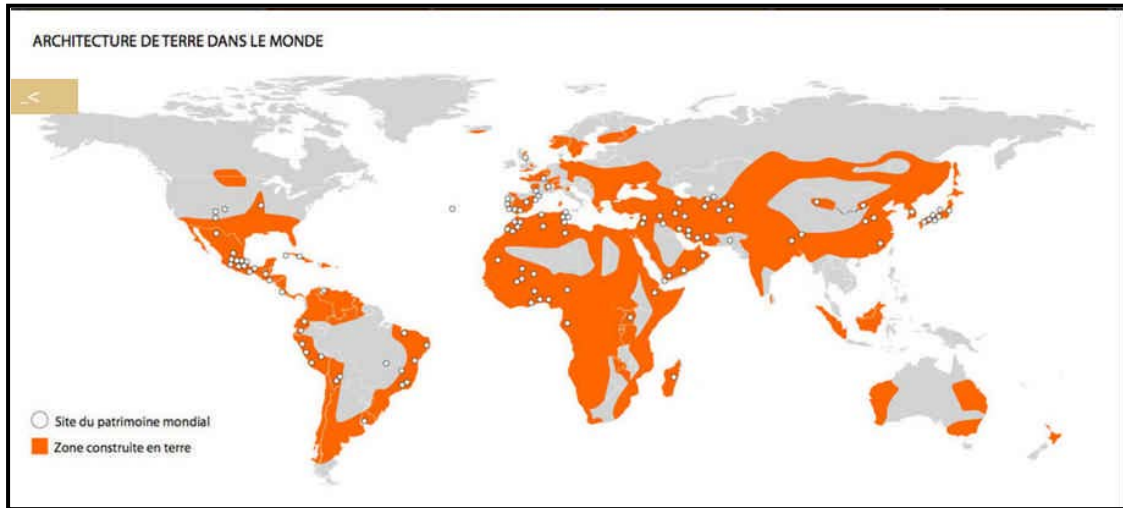 ARCHITECTURE DE TERRE DANS LE MONDE
_<
Site du patrimoine mondial
Zone construite en terre